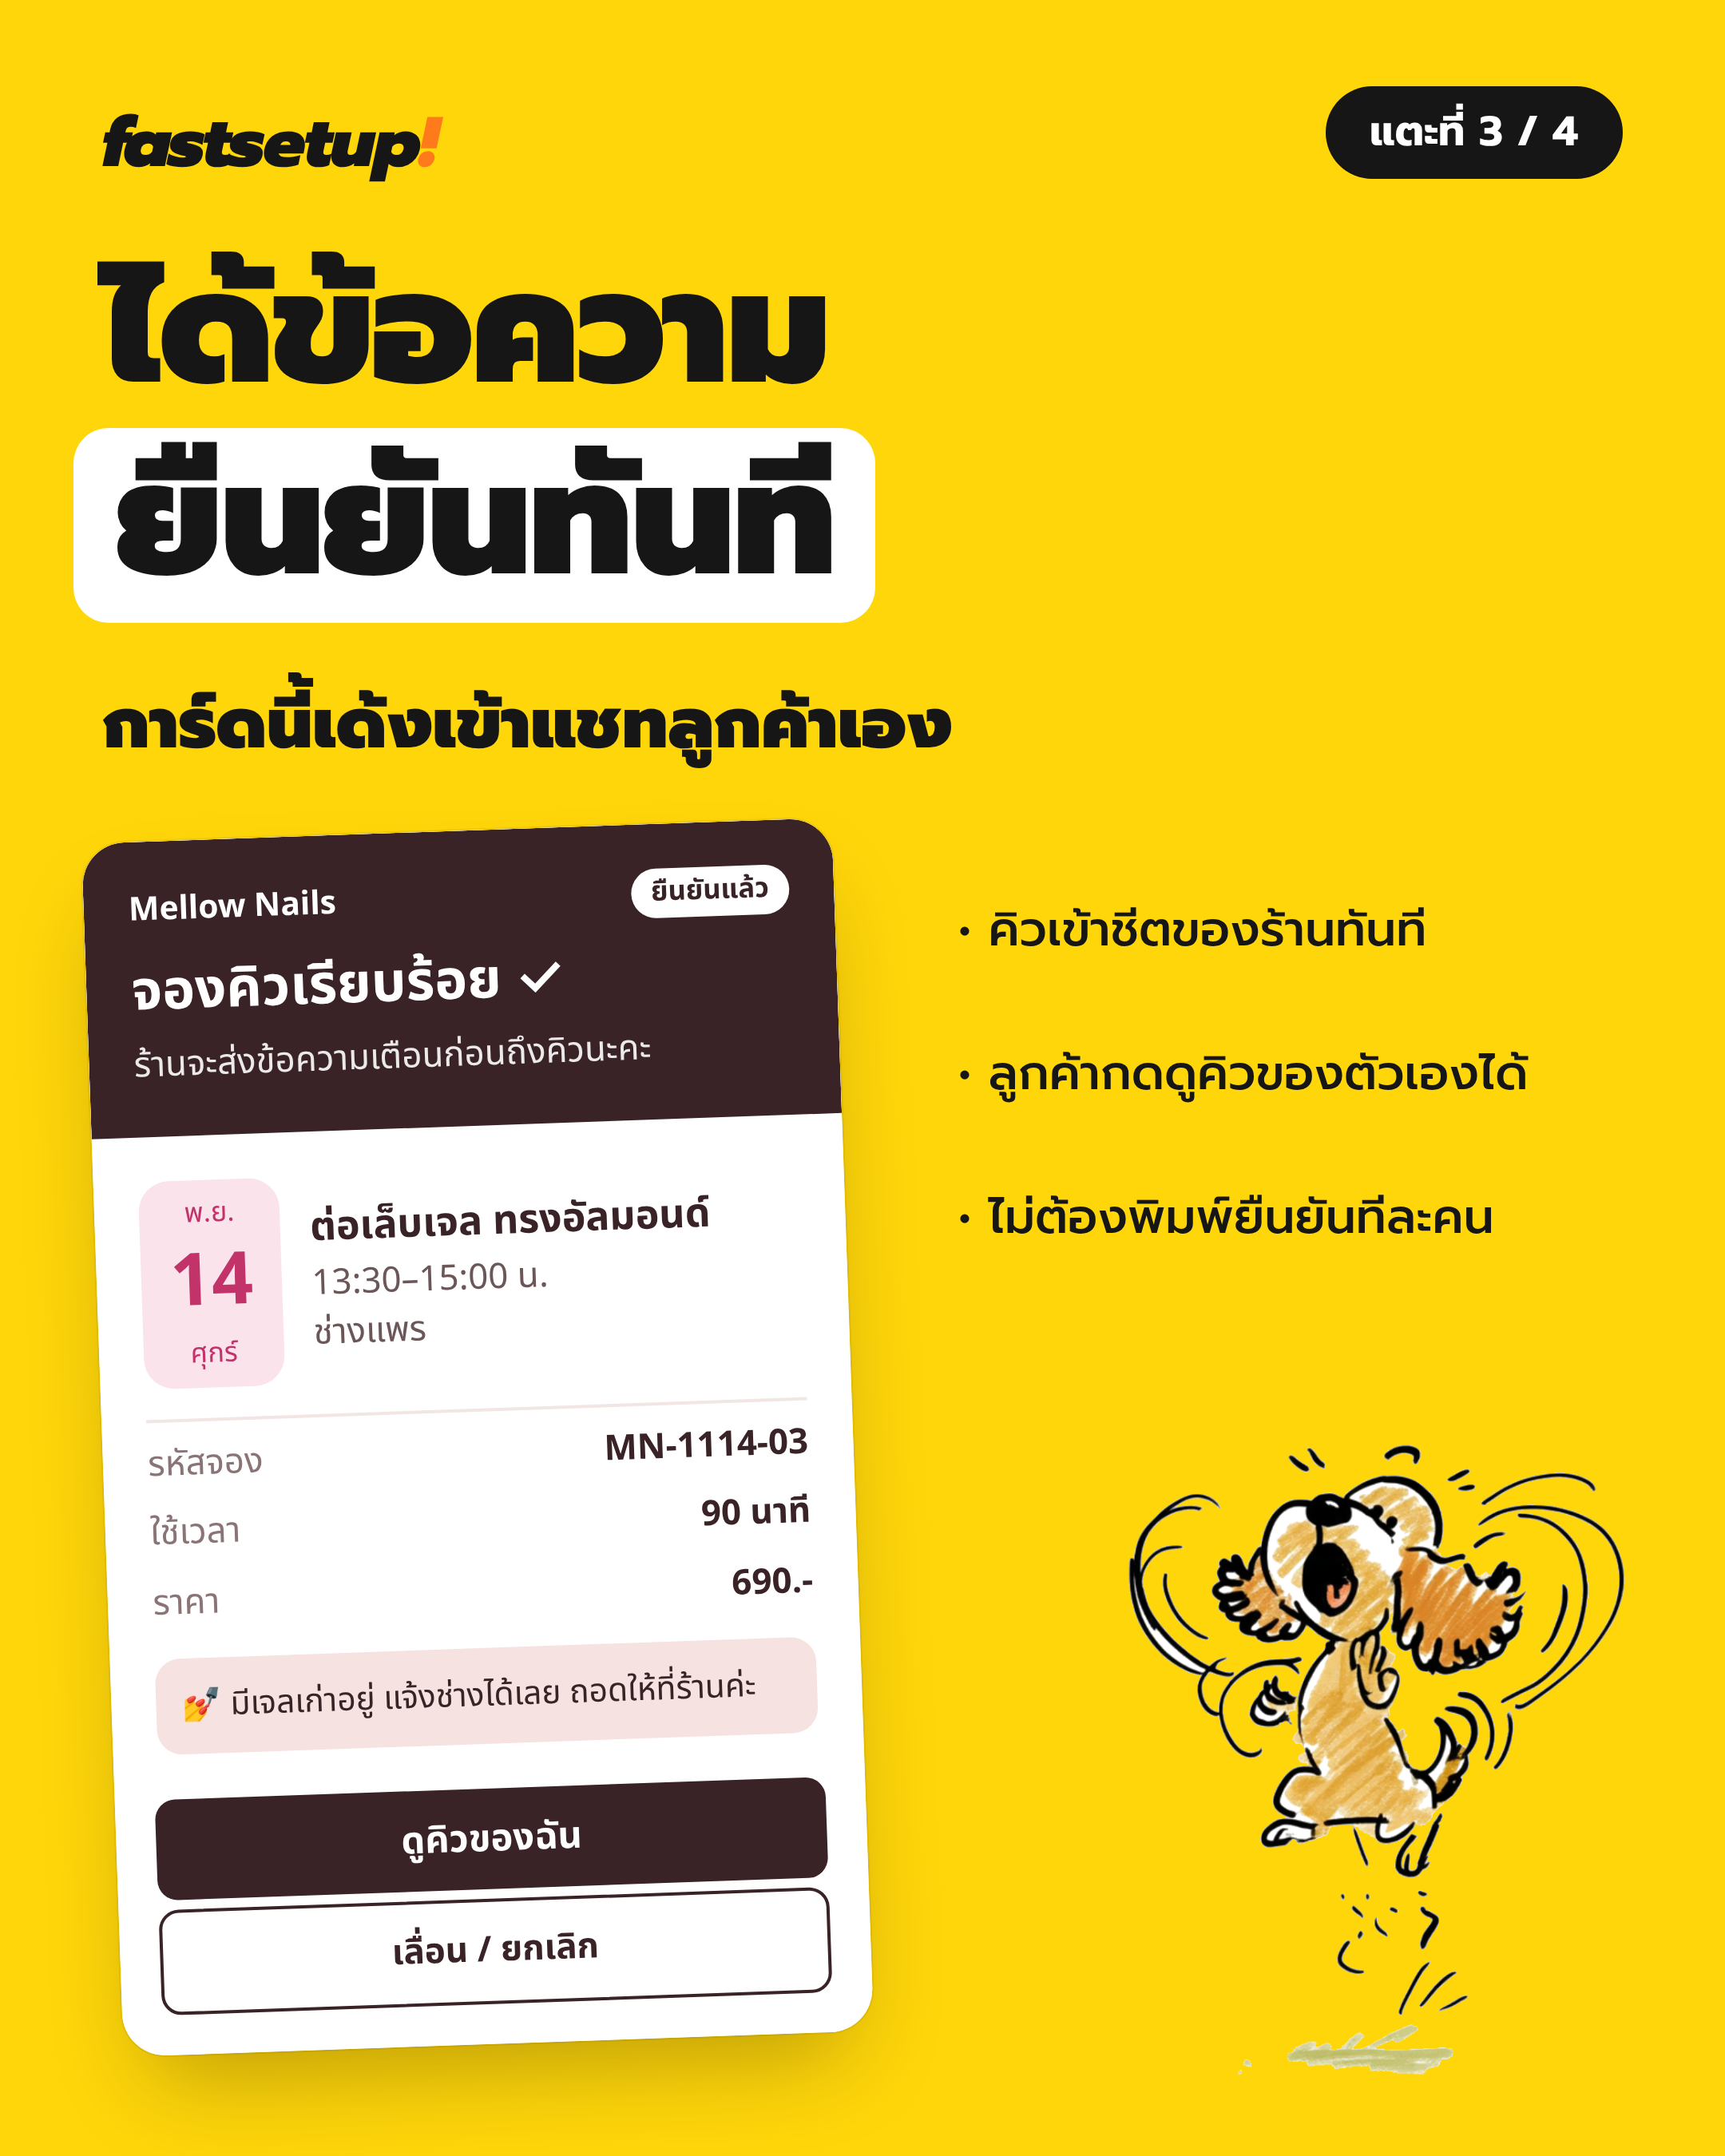 fastsetup!
แตะที่ 3 / 4
ได้ข้อความ
ยืนยันทันที
การ์ดนี้เด้งเข้าแชทลูกค้าเอง
Mellow Nails
ยืนยันแล้ว
จองคิวเรียบร้อย ✓
ร้านจะส่งข้อความเตือนก่อนถึงคิวนะคะ
พ.ย.
14
ศุกร์
ต่อเล็บเจล ทรงอัลมอนด์
13:30–15:00 น.
ช่างแพร
รหัสจอง MN-1114-03
ใช้เวลา 90 นาที
ราคา 690.-
💅 มีเจลเก่าอยู่ แจ้งช่างได้เลย ถอดให้ที่ร้านค่ะ
ดูคิวของฉัน
เลื่อน / ยกเลิก
• คิวเข้าชีตของร้านทันที
• ลูกค้ากดดูคิวของตัวเองได้
• ไม่ต้องพิมพ์ยืนยันทีละคน